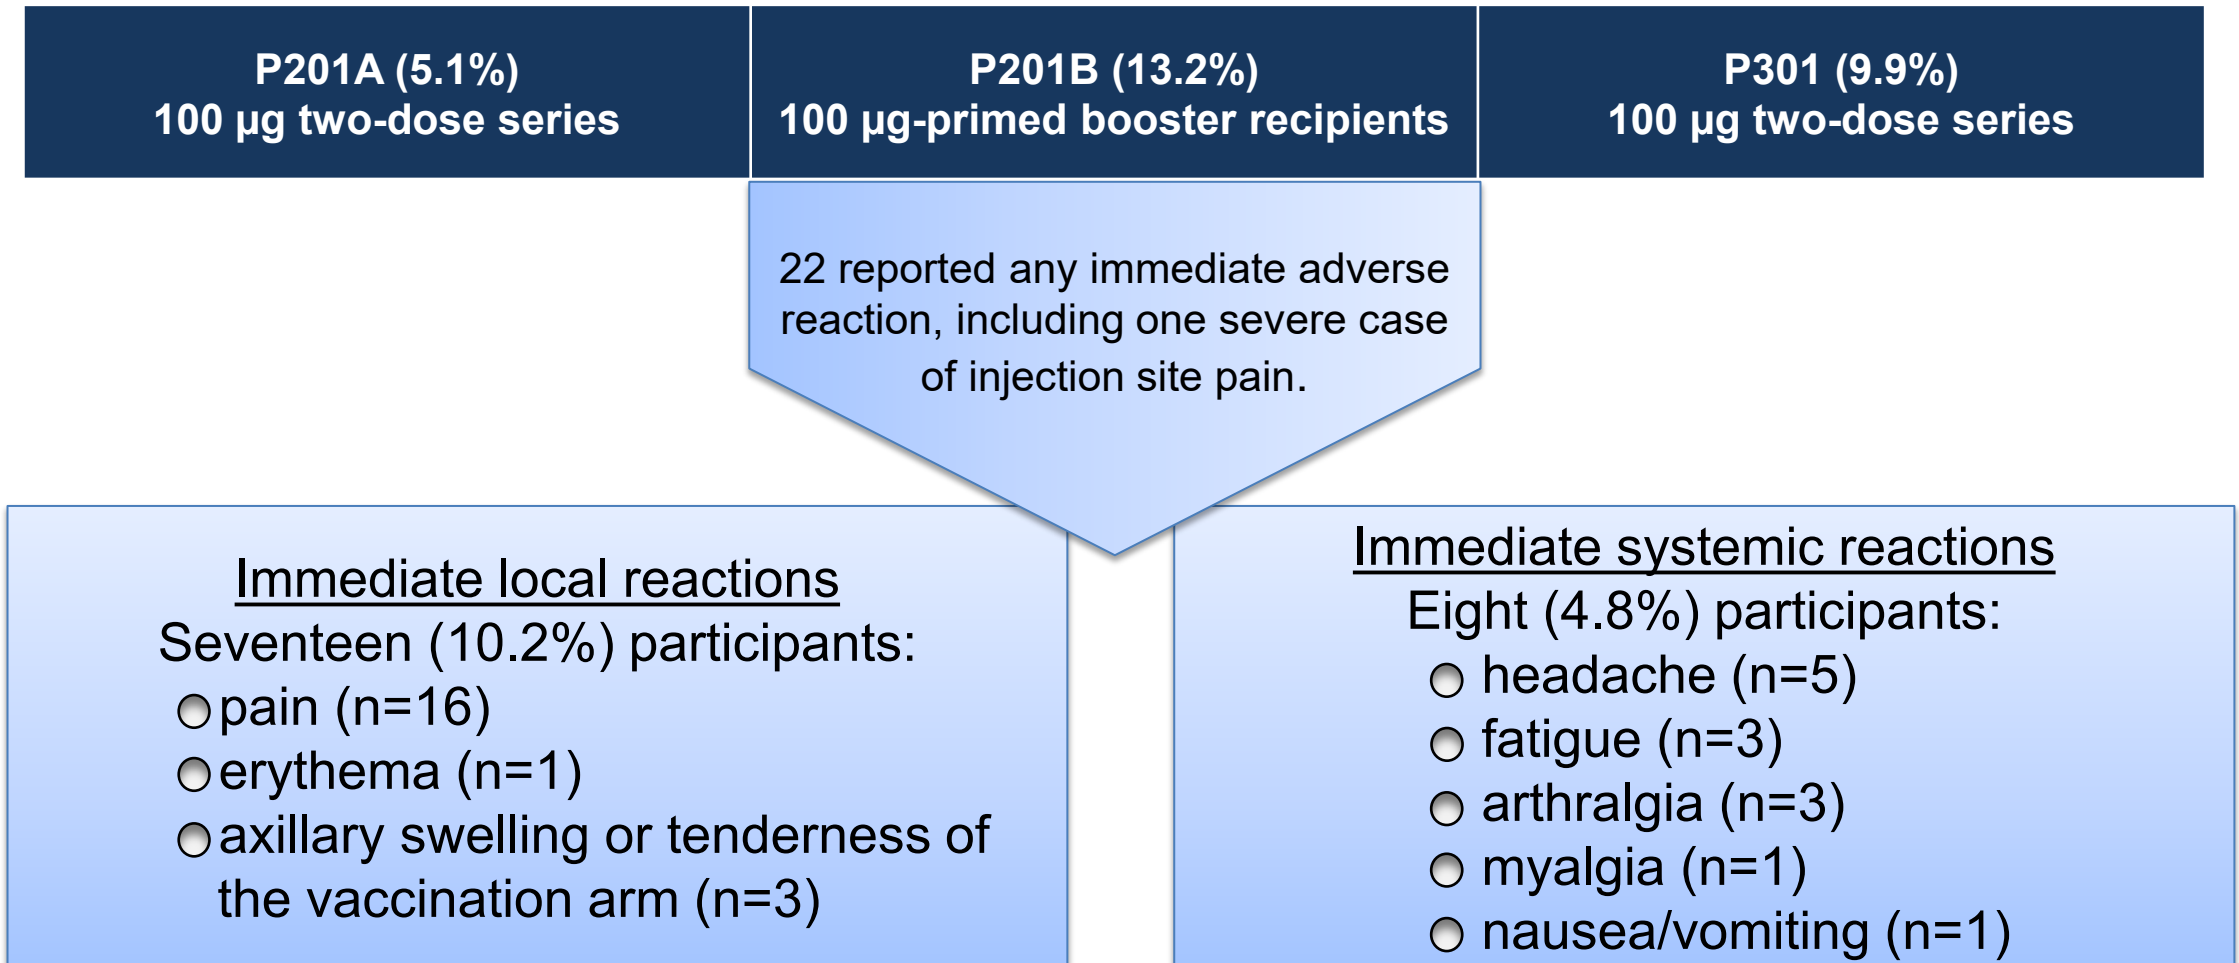 P201A (5.1%)
100 µg two-dose series
P201B (13.2%)
100 µg-primed booster recipients
P301 (9.9%)
100 µg two-dose series
22 reported any immediate adverse
reaction, including one severe case
of injection site pain.
Immediate local reactions
Seventeen (10.2%) participants:
pain (n=16)
erythema (n=1)
axillary swelling or tenderness of
the vaccination arm (n=3)
Immediate systemic reactions
Eight (4.8%) participants:
headache (n=5)
fatigue (n=3)
arthralgia (n=3)
myalgia (n=1)
nausea/vomiting (n=1)